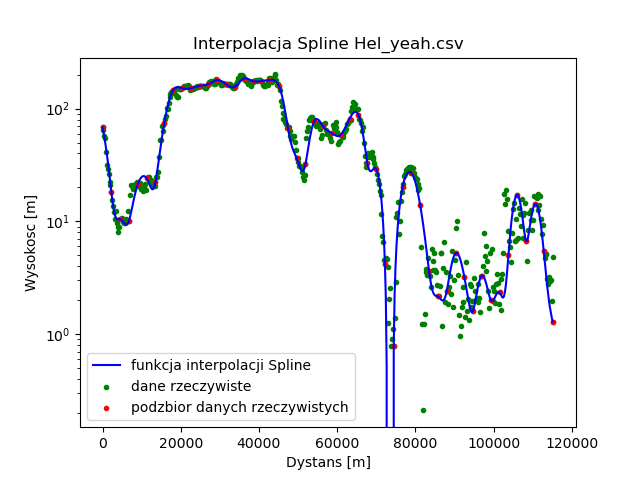 Interpolacja Spline Hel_yeah.csv
Wysokosc [m]
10²
10¹
10⁰
funkcja interpolacji Spline
dane rzeczywiste
podzbior danych rzeczywistych
0 20000 40000 60000 80000 100000 120000
Dystans [m]